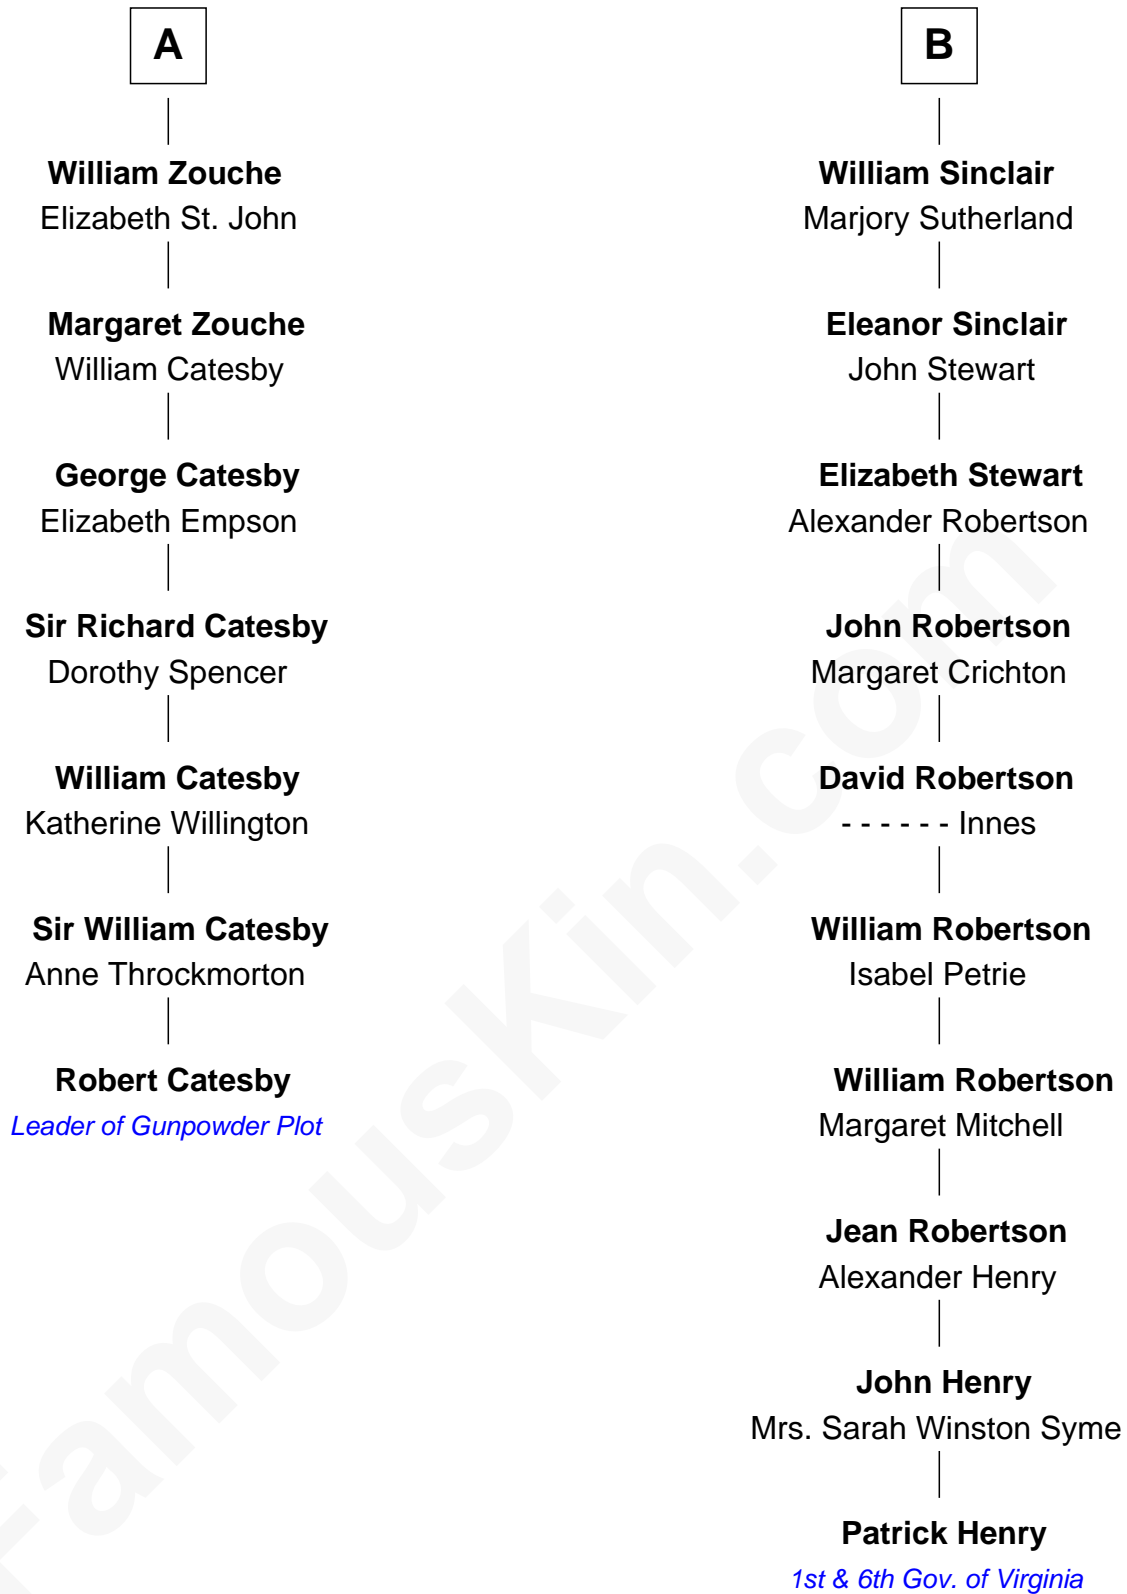 A
William Zouche
Elizabeth St. John
Margaret Zouche
William Catesby
George Catesby
Elizabeth Empson
Sir Richard Catesby
Dorothy Spencer
William Catesby
Katherine Willington
Sir William Catesby
Anne Throckmorton
Robert Catesby
Leader of Gunpowder Plot
B
William Sinclair
Marjory Sutherland
Eleanor Sinclair
John Stewart
Elizabeth Stewart
Alexander Robertson
John Robertson
Margaret Crichton
David Robertson
- - - - - - Innes
William Robertson
Isabel Petrie
William Robertson
Margaret Mitchell
Jean Robertson
Alexander Henry
John Henry
Mrs. Sarah Winston Syme
Patrick Henry
1st & 6th Gov. of Virginia
FamousKin.com